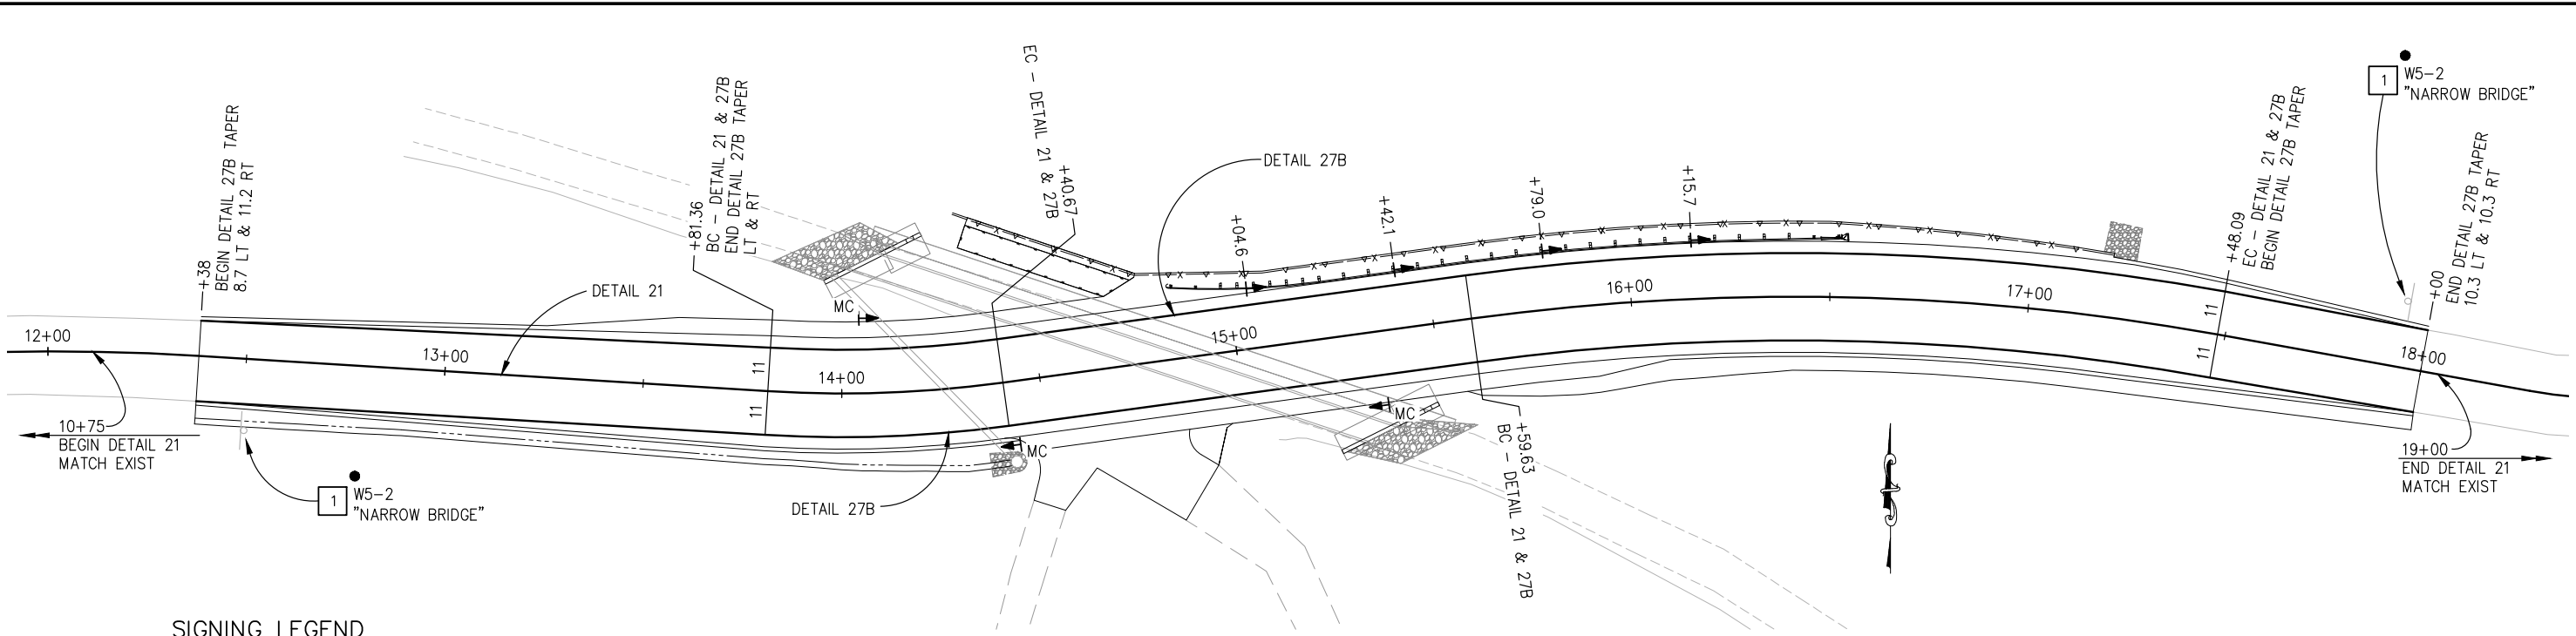 12+00
+38
BEGIN DETAIL 27B TAPER
8.7 LT & 11.2 RT
10+75
BEGIN DETAIL 21
MATCH EXIST
1
W5-2
"NARROW BRIDGE"
13+00
DETAIL 21
+81.36
BC - DETAIL 21 & 27B
END DETAIL 27B TAPER
LT & RT
11
11
MC
14+00
DETAIL 27B
EC - DETAIL 21 & 27B
+40.67
MC
DETAIL 27B
15+00
+04.6
+42.1
+79.0
+15.7
MC
+59.63
BC - DETAIL 21 & 27B
16+00
17+00
11
11
+48.09
EC - DETAIL 21 & 27B
BEGIN DETAIL 27B TAPER
1
W5-2
"NARROW BRIDGE"
+00
END DETAIL 27B TAPER
10.3 LT & 10.3 RT
18+00
19+00
END DETAIL 21
MATCH EXIST
SIGNING LEGEND